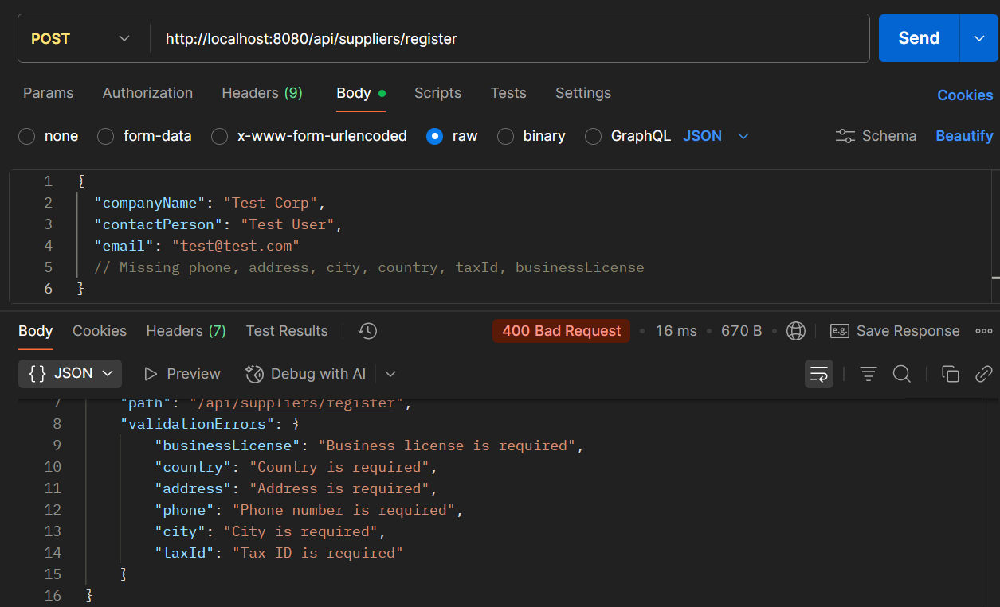 POST http://localhost:8080/api/suppliers/register Send
Params Authorization Headers (9) Body Scripts Tests Settings Cookies
none form-data x-www-form-urlencoded raw binary GraphQL JSON Schema Beautify
1 {
2 "companyName": "Test Corp",
3 "contactPerson": "Test User",
4 "email": "test@test.com"
5 // Missing phone, address, city, country, taxId, businessLicense
6 }
Body Cookies Headers (7) Test Results 400 Bad Request 16 ms 670 B e.g. Save Response
{} JSON Preview Debug with AI
7 "path": "/api/suppliers/register",
8 "validationErrors": {
9 "businessLicense": "Business license is required",
10 "country": "Country is required",
11 "address": "Address is required",
12 "phone": "Phone number is required",
13 "city": "City is required",
14 "taxId": "Tax ID is required"
15 }
16 }